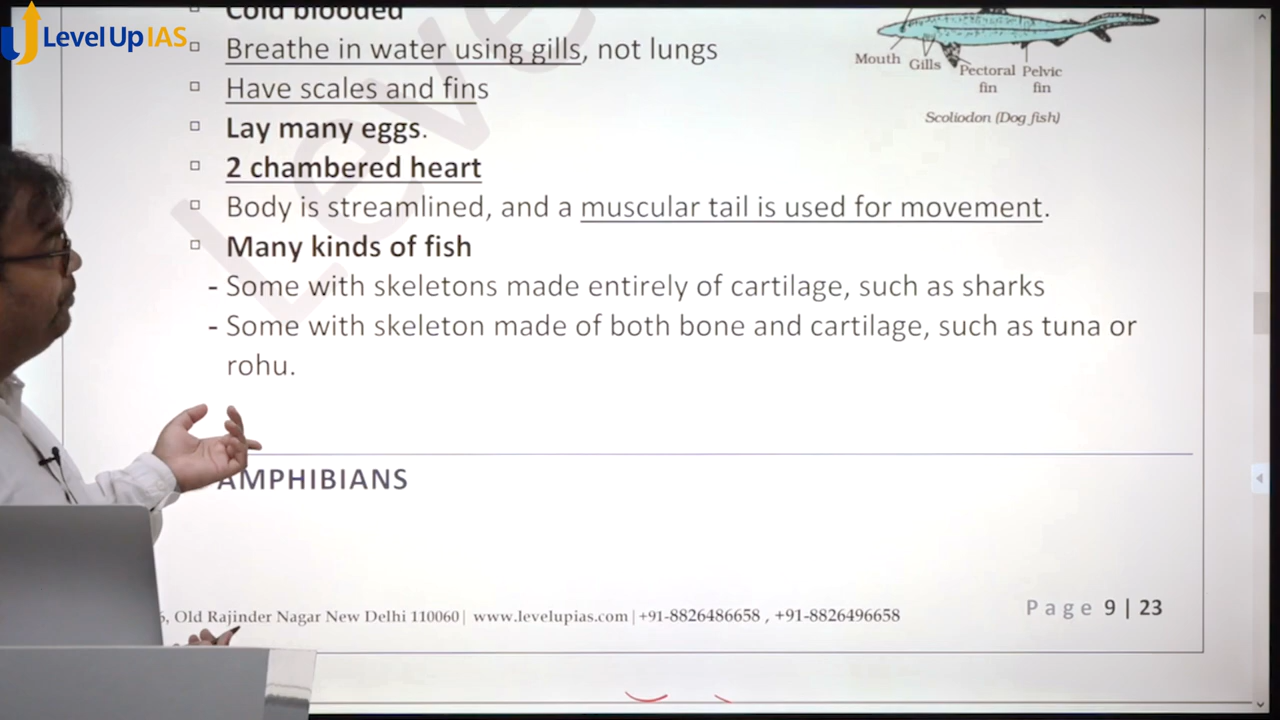 Level Up IAS
Cold blooded
Breathe in water using gills, not lungs
Have scales and fins
Lay many eggs.
2 chambered heart
Body is streamlined, and a muscular tail is used for movement.
Many kinds of fish
- Some with skeletons made entirely of cartilage, such as sharks
- Some with skeleton made of both bone and cartilage, such as tuna or
rohu.
Mouth Gills Pectoral fin Pelvic fin
Scoliodon (Dog fish)
AMPHIBIANS
, Old Rajinder Nagar New Delhi 110060| www.levelupias.com | +91-8826486658 , +91-8826496658
Page 9 | 23
Leve